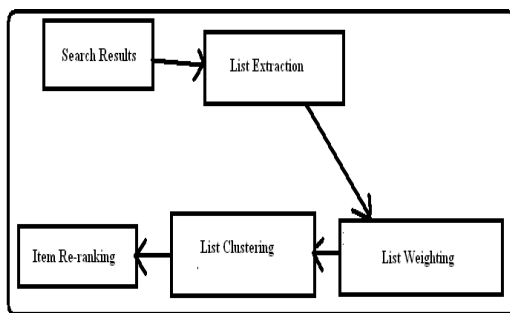 Search Results
List Extraction
List Weighting
List Clustering
Item Re-ranking